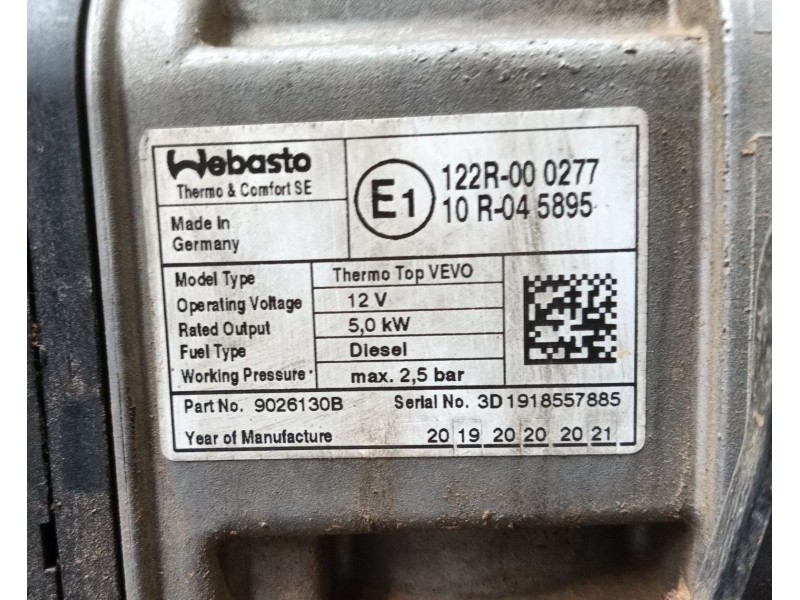 Webasto
Thermo & Comfort SE
Made In
Germany
E1
122R-00 0277
10 R-04 5895
Model Type Thermo Top VEVO
Operating Voltage 12 V
Rated Output 5,0 kW
Fuel Type Diesel
Working Pressure max. 2,5 bar
Part No. 9026130B Serial No. 3D1918557885
Year of Manufacture 20 19 20 20 20 21